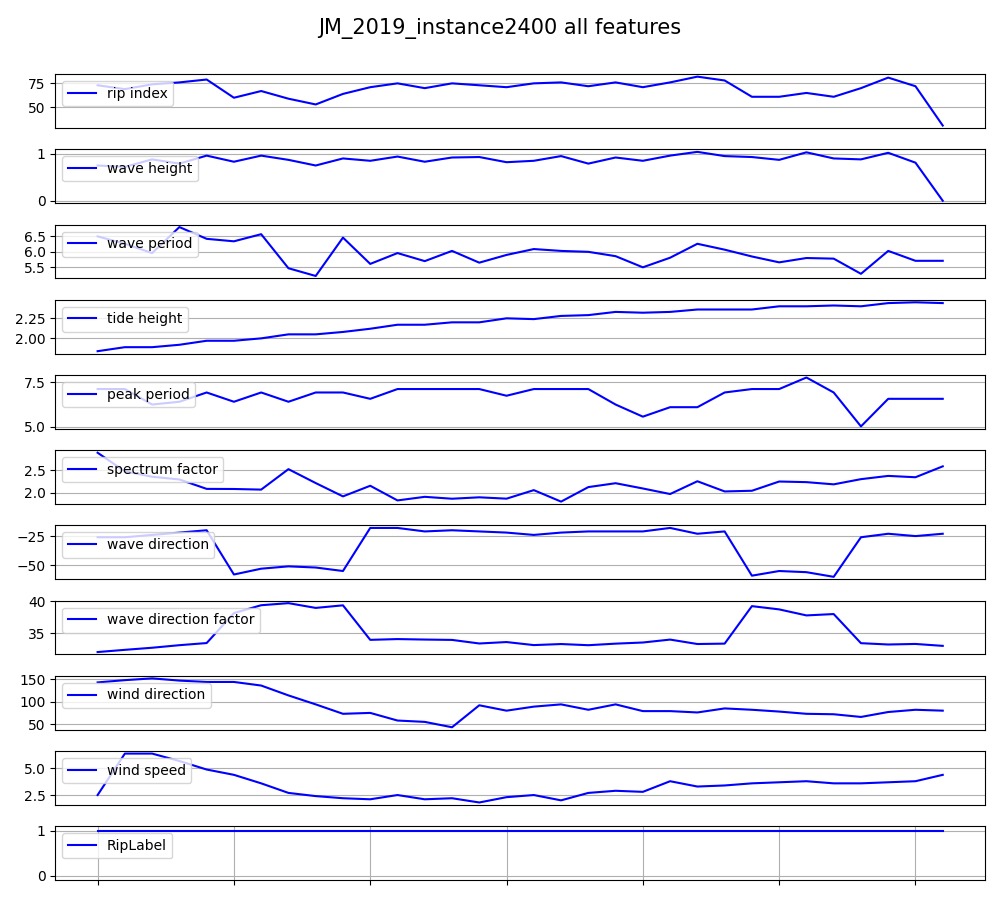 JM_2019_instance2400 all features
75
50
rip index
1
0
wave height
6.5
6.0
5.5
wave period
2.25
2.00
tide height
7.5
5.0
peak period
2.5
2.0
spectrum factor
−25
−50
wave direction
40
35
wave direction factor
150
100
50
wind direction
5.0
2.5
wind speed
1
0
RipLabel